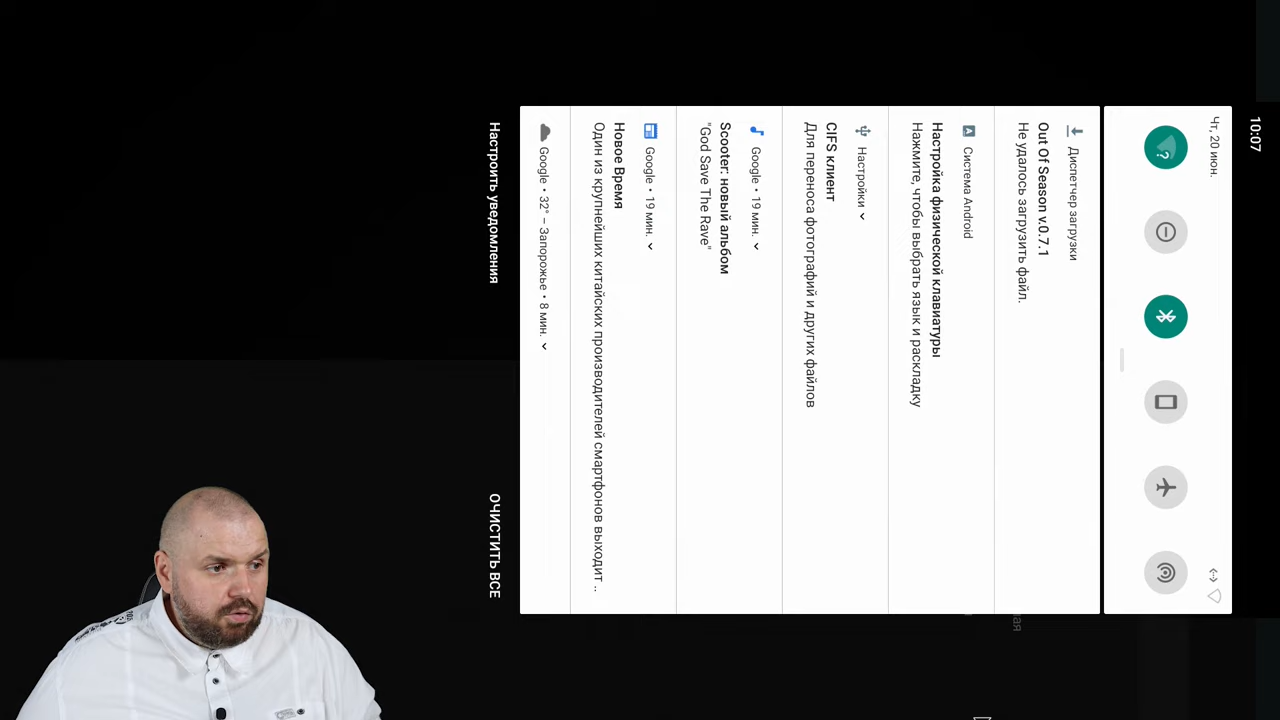 10:07
Чт, 20 июн.
Диспетчер загрузки
Out Of Season v.0.7.1
Не удалось загрузить файл.
Система Android
Настройка физической клавиатуры
Нажмите, чтобы выбрать язык и раскладку
Настройки
CIFS клиент
Для переноса фотографий и других файлов
Google • 19 мин.
Scooter: новый альбом
"God Save The Rave"
Google • 19 мин.
Новое Время
Один из крупнейших китайских производителей смартфонов выходит ..
Google • 32° – Запорожье • 8 мин.
Настроить уведомления
ОЧИСТИТЬ ВСЕ
ая